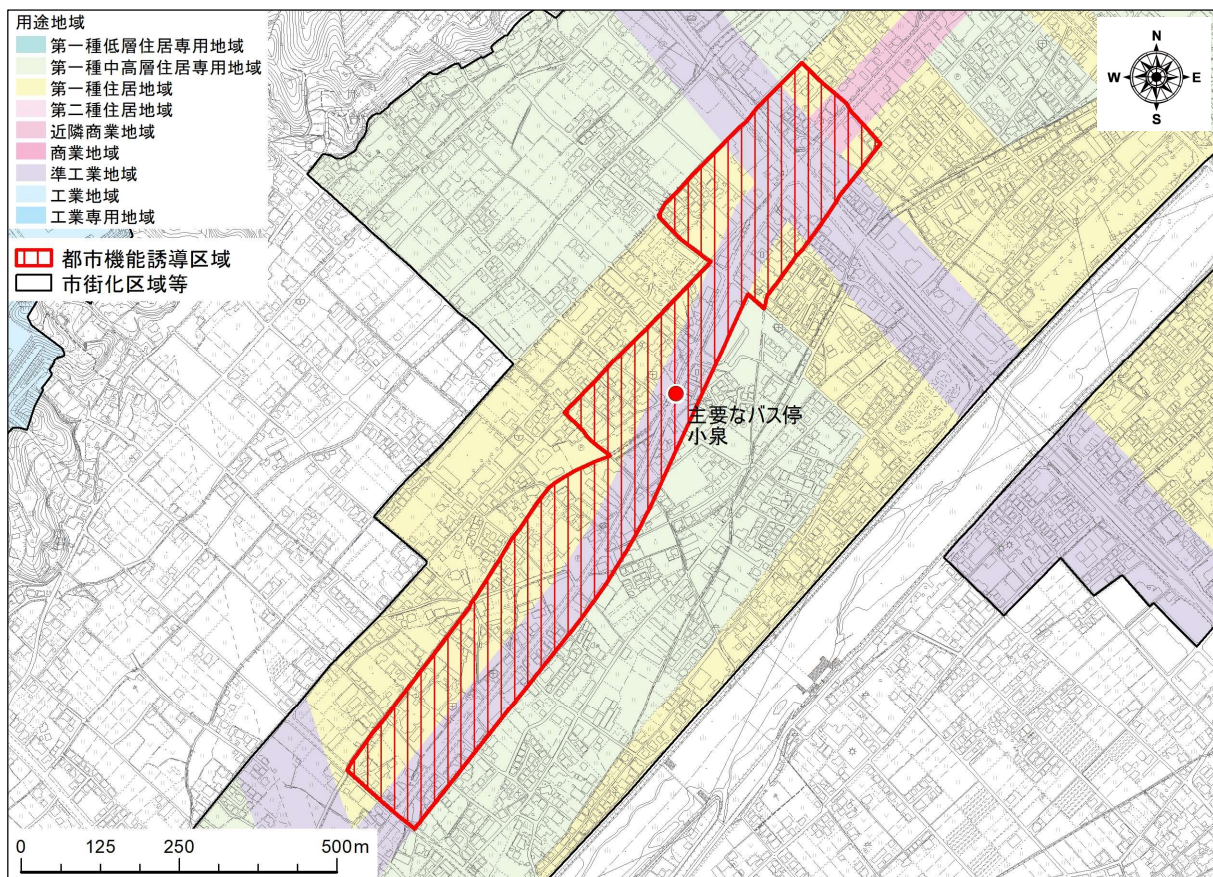 用途地域
第一種低層住居専用地域
第一種中高層住居専用地域
第一種住居地域
第二種住居地域
近隣商業地域
商業地域
準工業地域
工業地域
工業専用地域
都市機能誘導区域
市街化区域等
N
W E
S
主要なバス停
小泉
0 125 250 500m